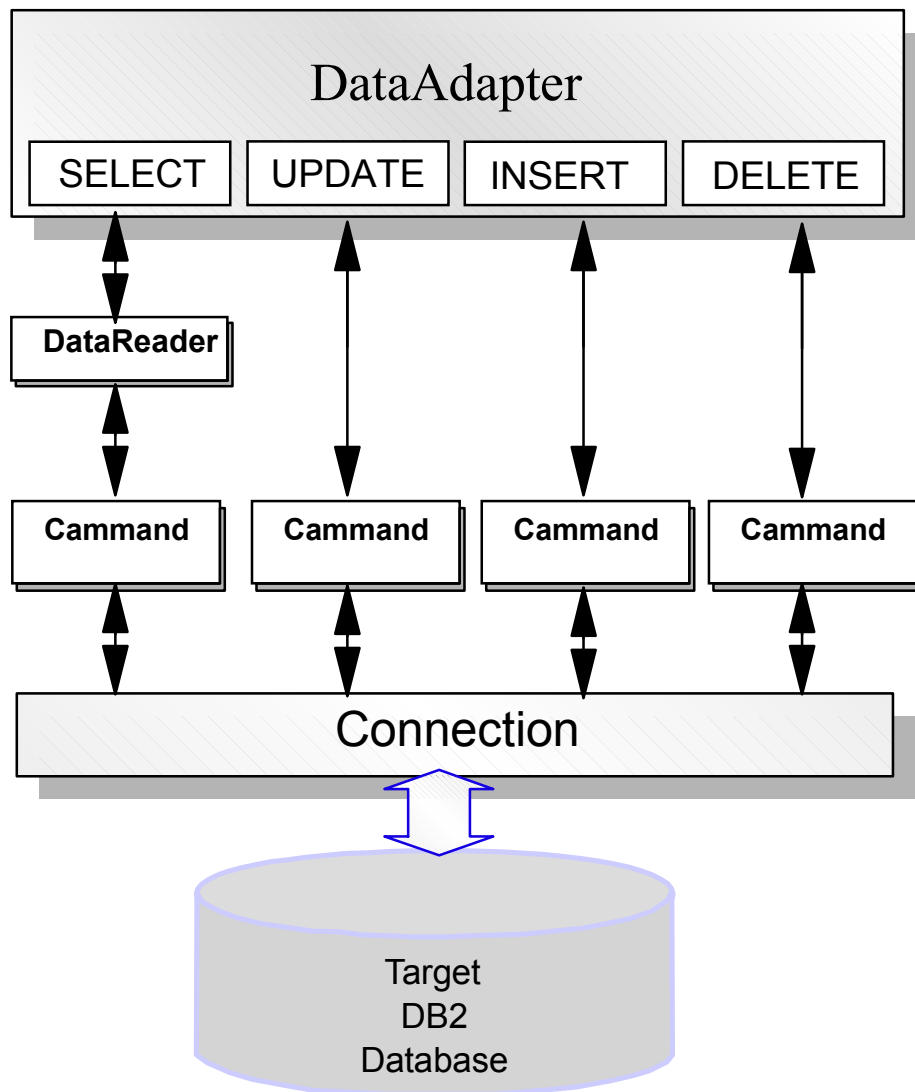 DataAdapter
SELECT UPDATE INSERT DELETE
DataReader
Cammand Cammand Cammand Cammand
Connection
Target
DB2
Database